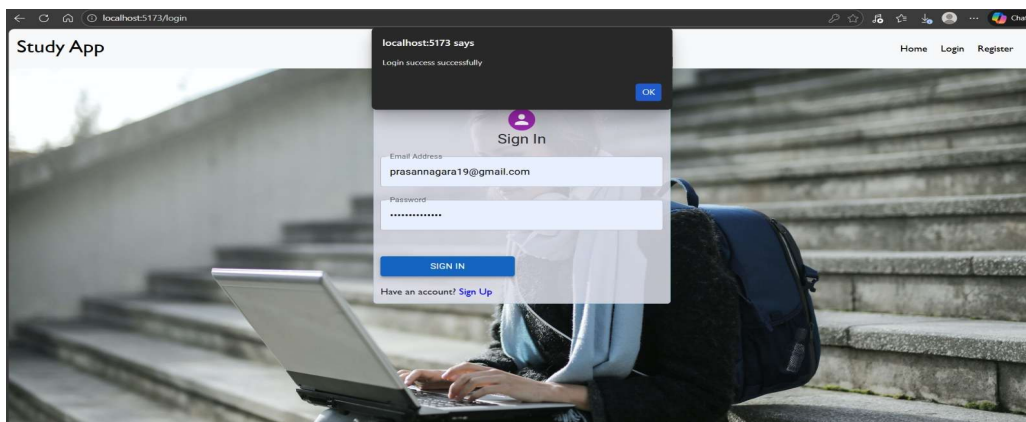 localhost:5173/login
Chat
Study App
Home Login Register
localhost:5173 says
Login success successfully
OK
Sign In
Email Address
prasannagara19@gmail.com
Password
••••••••••••••
SIGN IN
Have an account? Sign Up